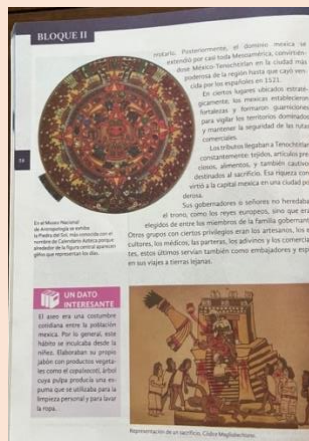 BLOQUE II
mistarlo. Posteriormente, el dominio mexica se
extendió por casi toda Mesoamérica, convirtién-
dose México-Tenochtitlan en la ciudad más
poderosa de la región hasta que cayó ven-
cida por los españoles en 1521.
En ciertos lugares ubicados estraté-
gicamente, los mexicas establecieron
fortalezas y formaron guarniciones
para vigilar los territorios dominados
y mantener la seguridad de las rutas
comerciales.
Los tributos llegaban a Tenochtitlan
constantemente: tejidos, artículos pre-
ciosos, alimentos, y también cautivos
destinados al sacrificio. Esa riqueza con-
virtió a la capital mexica en una ciudad po-
derosa.
Sus gobernadores o señores no heredaban
el trono, como los reyes europeos, sino que eran
elegidos de entre los miembros de la familia gobernante
Otros grupos con ciertos privilegios eran los artesanos, los es
cultores, los médicos, las parteras, los adivinos y los comercian
tes, estos últimos servían también como embajadores y espí
en sus viajes a tierras lejanas.
En el Museo Nacional
de Antropología se exhibe
la Piedra del Sol, más conocida con el
nombre de Calendario Azteca porque
alrededor de la figura central aparecen
glifos que representan los días.
UN DATO
INTERESANTE
El aseo era una costumbre
cotidiana entre la población
mexica. Por lo general, este
hábito se inculcaba desde la
niñez. Elaboraban su propio
jabón con productos vegeta-
les como el copalxocotl, árbol
cuya pulpa producía una es-
puma que se utilizaba para la
limpieza personal y para lavar
la ropa.
Representación de un sacrificio, Códice Magliabechiano.